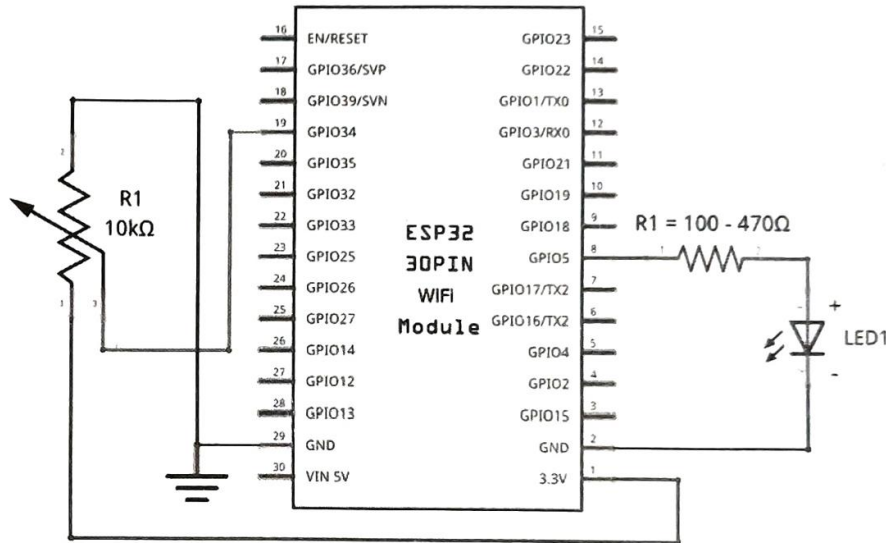 16 EN/RESET GPIO23 15
17 GPIO36/SVP GPIO22 14
18 GPIO39/SVN GPIO1/TX0 13
19 GPIO34 GPIO3/RX0 12
20 GPIO35 GPIO21 11
21 GPIO32 GPIO19 10
22 GPIO33 GPIO18 9
23 GPIO25 GPIO5 8
24 GPIO26 GPIO17/TX2 7
25 GPIO27 GPIO16/TX2 6
26 GPIO14 GPIO4 5
27 GPIO12 GPIO2 4
28 GPIO13 GPIO15 3
29 GND GND 2
30 VIN 5V 3.3V 1
ESP32
30PIN
WiFi
Module
2
R1
10kΩ
1
3
R1 = 100 - 470Ω
1
2
+
LED1
-